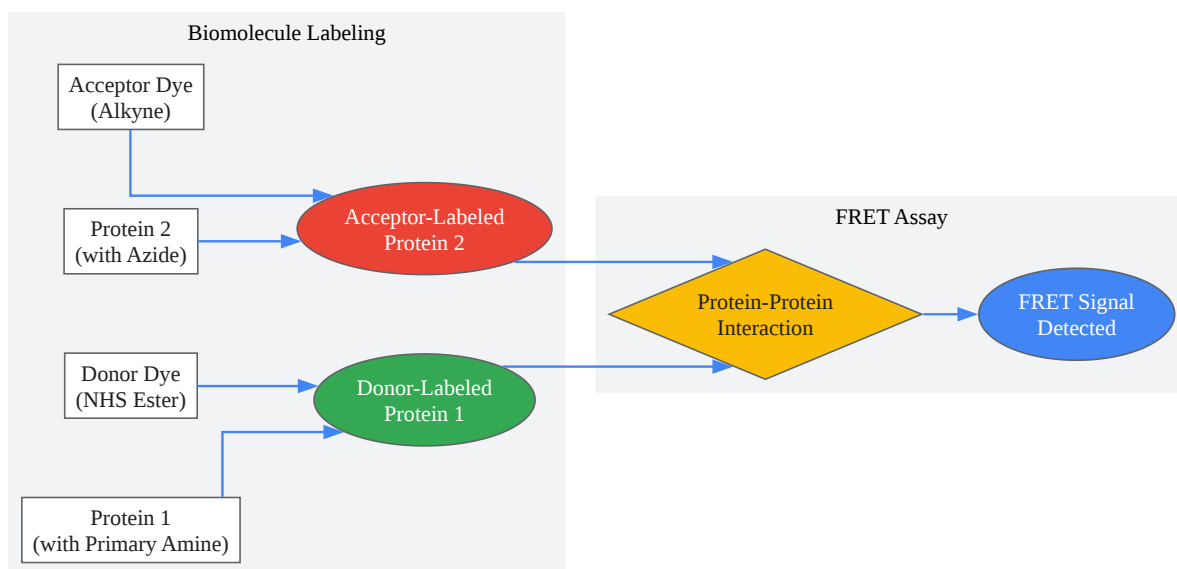 Biomolecule Labeling
Acceptor Dye
(Alkyne)
Acceptor-Labeled
Protein 2
Protein 2
(with Azide)
Donor Dye
(NHS Ester)
Donor-Labeled
Protein 1
Protein 1
(with Primary Amine)
FRET Assay
Protein-Protein
Interaction
FRET Signal
Detected